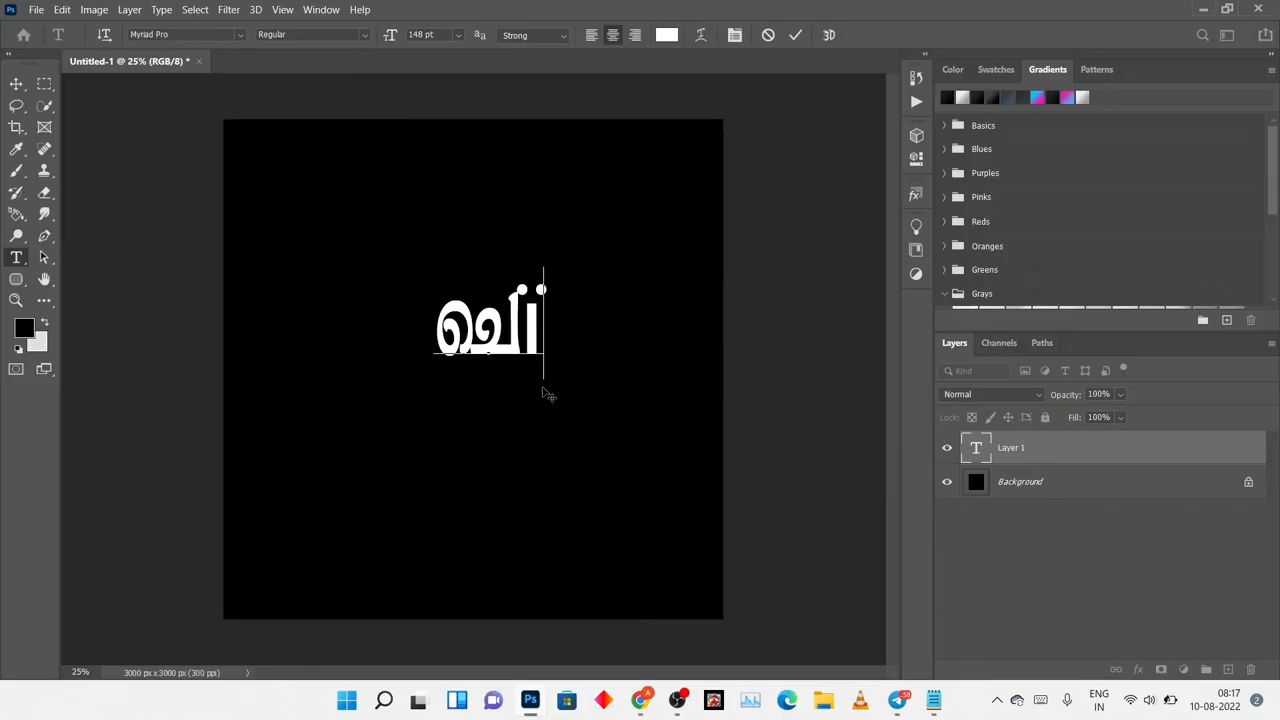 File Edit Image Layer Type Select Filter 3D View Window Help
Myriad Pro Regular 148 pt Strong 3D
Untitled-1 @ 25% (RGB/8) *
Color Swatches Gradients Patterns
Basics
Blues
Purples
Pinks
Reds
Oranges
Greens
Grays
Layers Channels Paths
Kind
Normal Opacity: 100%
Lock: Fill: 100%
Layer 1
Background
25% 3000 px x 3000 px (300 ppi)
ENG
IN
08:17
10-08-2022